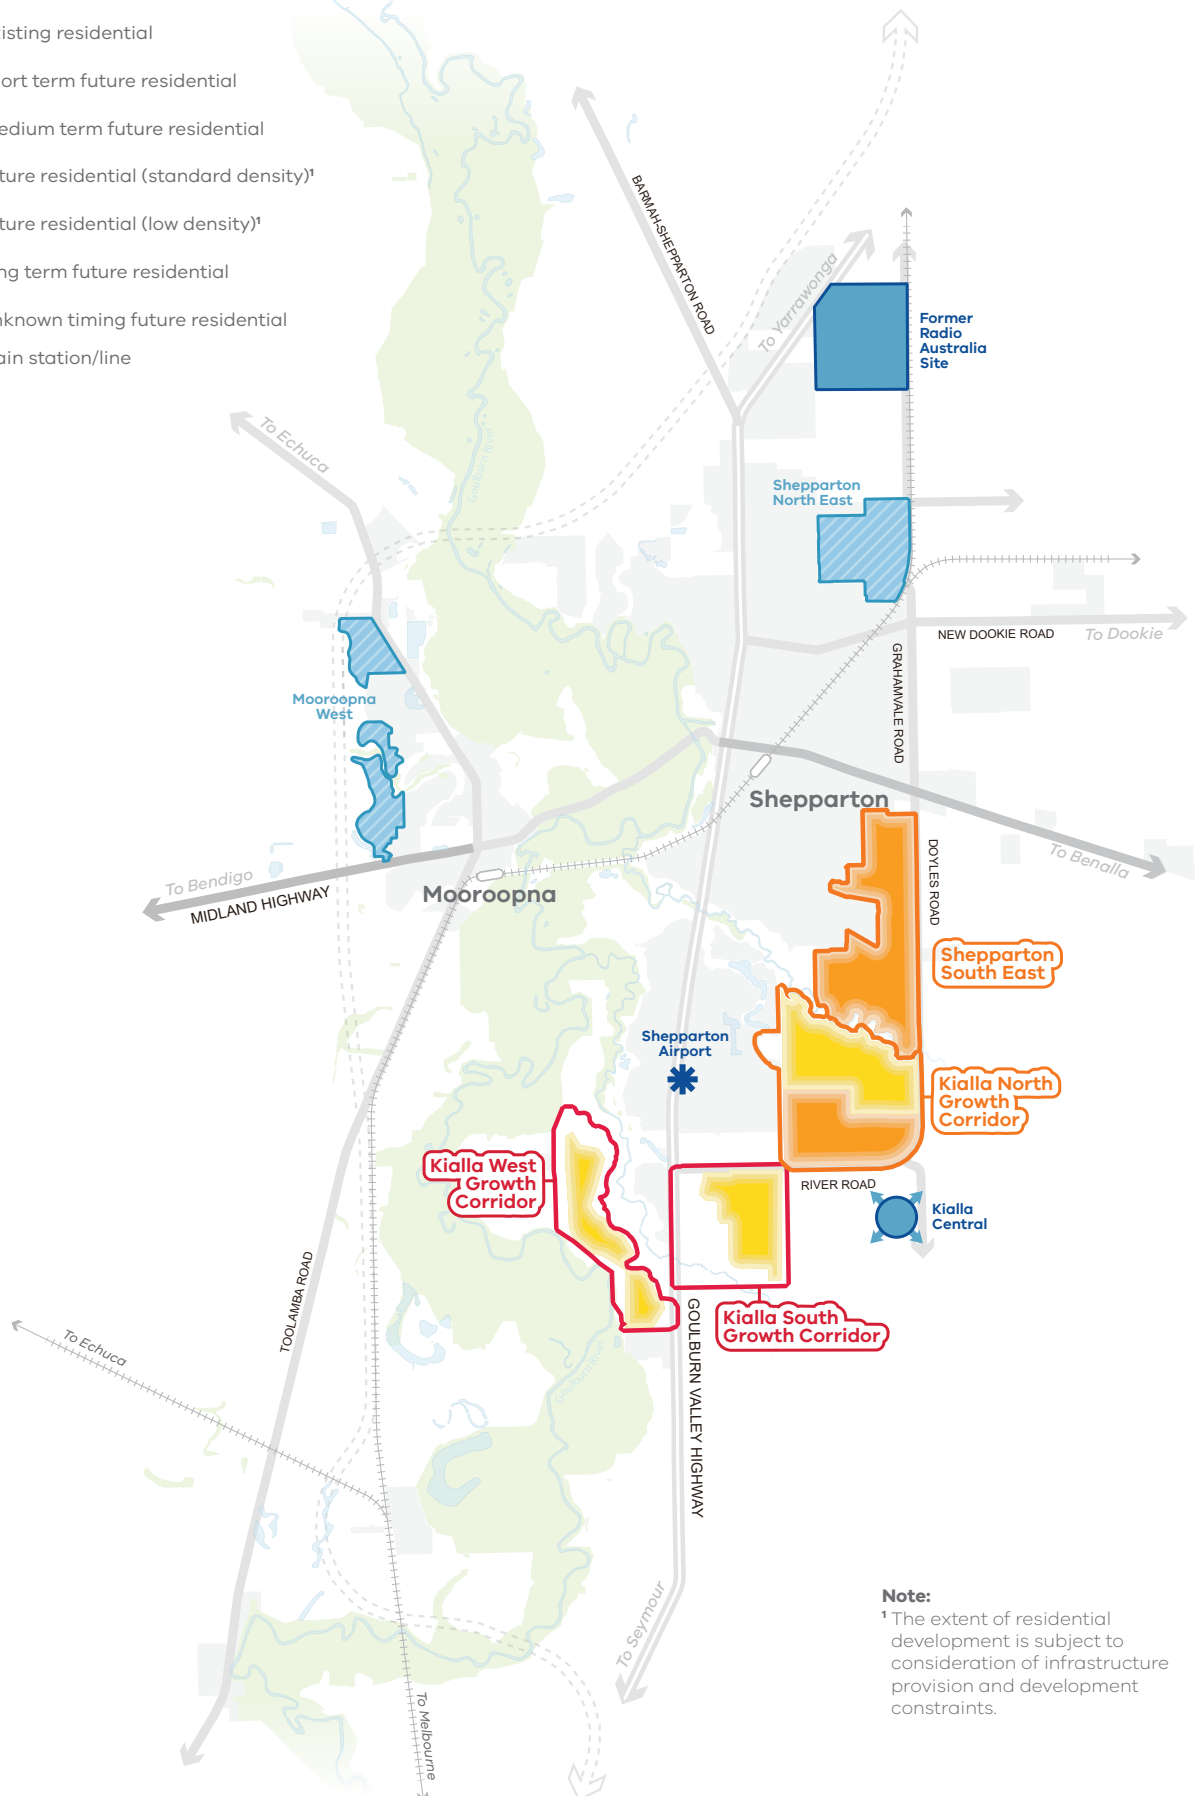 isting residential
ort term future residential
edium term future residential
ture residential (standard density)¹
ture residential (low density)¹
ng term future residential
nknown timing future residential
ain station/line
BARMAH-SHEPPARTON ROAD
To Yarrawonga
Former
Radio
Australia
Site
To Echuca
Goulburn River
Shepparton
North East
NEW DOOKIE ROAD
To Dookie
GRAHAMVALE ROAD
Mooroopna
West
Shepparton
To Benalla
DOYLES ROAD
To Bendigo
MIDLAND HIGHWAY
Mooroopna
Shepparton
South East
Shepparton
Airport
Kialla North
Growth
Corridor
Kialla West
Growth
Corridor
RIVER ROAD
Kialla
Central
TOOLAMBA ROAD
Kialla South
Growth Corridor
To Echuca
Goulburn River
GOULBURN VALLEY HIGHWAY
To Seymour
To Melbourne
Note:
¹ The extent of residential
development is subject to
consideration of infrastructure
provision and development
constraints.